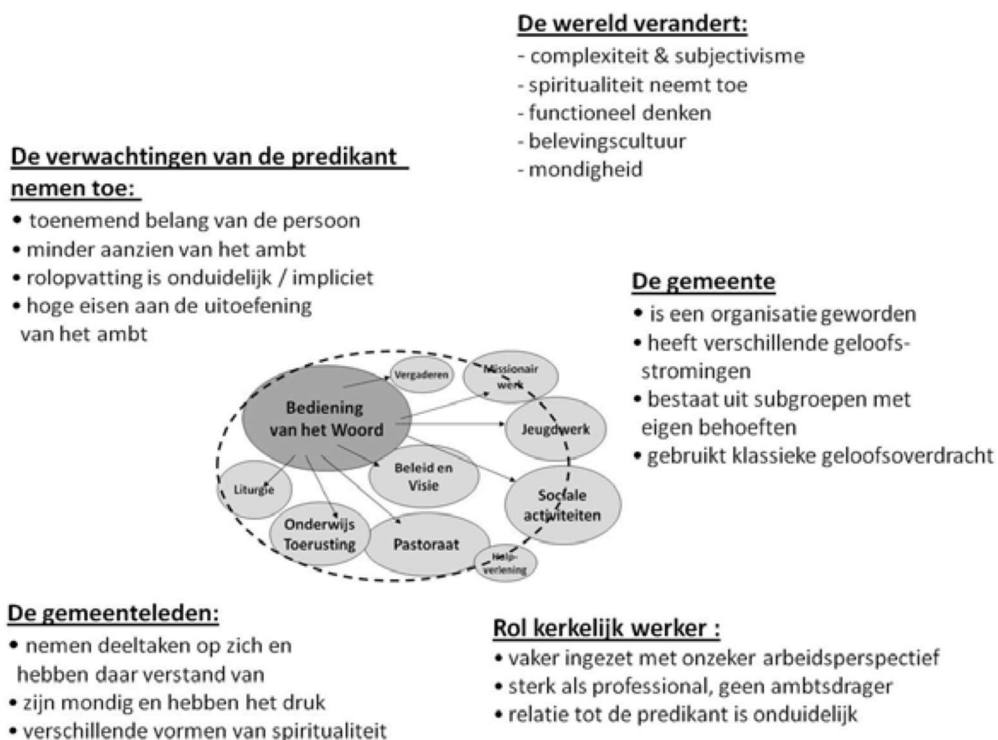 De wereld verandert:
- complexiteit & subjectivisme
- spiritualiteit neemt toe
- functioneel denken
- belevingscultuur
- mondigheid
De verwachtingen van de predikant
nemen toe:
• toenemend belang van de persoon
• minder aanzien van het ambt
• rolopvatting is onduidelijk / impliciet
• hoge eisen aan de uitoefening
van het ambt
De gemeente
• is een organisatie geworden
• heeft verschillende geloofs-
stromingen
• bestaat uit subgroepen met
eigen behoeften
• gebruikt klassieke geloofsoverdracht
Bediening
van het Woord
Vergaderen
Missionair
werk
Jeugdwerk
Beleid en
Visie
Sociale
activiteiten
Liturgie
Onderwijs
Toerusting
Pastoraat
Hulp-
verlening
De gemeenteleden:
• nemen deeltaken op zich en
hebben daar verstand van
• zijn mondig en hebben het druk
• verschillende vormen van spiritualiteit
Rol kerkelijk werker :
• vaker ingezet met onzeker arbeidsperspectief
• sterk als professional, geen ambtsdrager
• relatie tot de predikant is onduidelijk